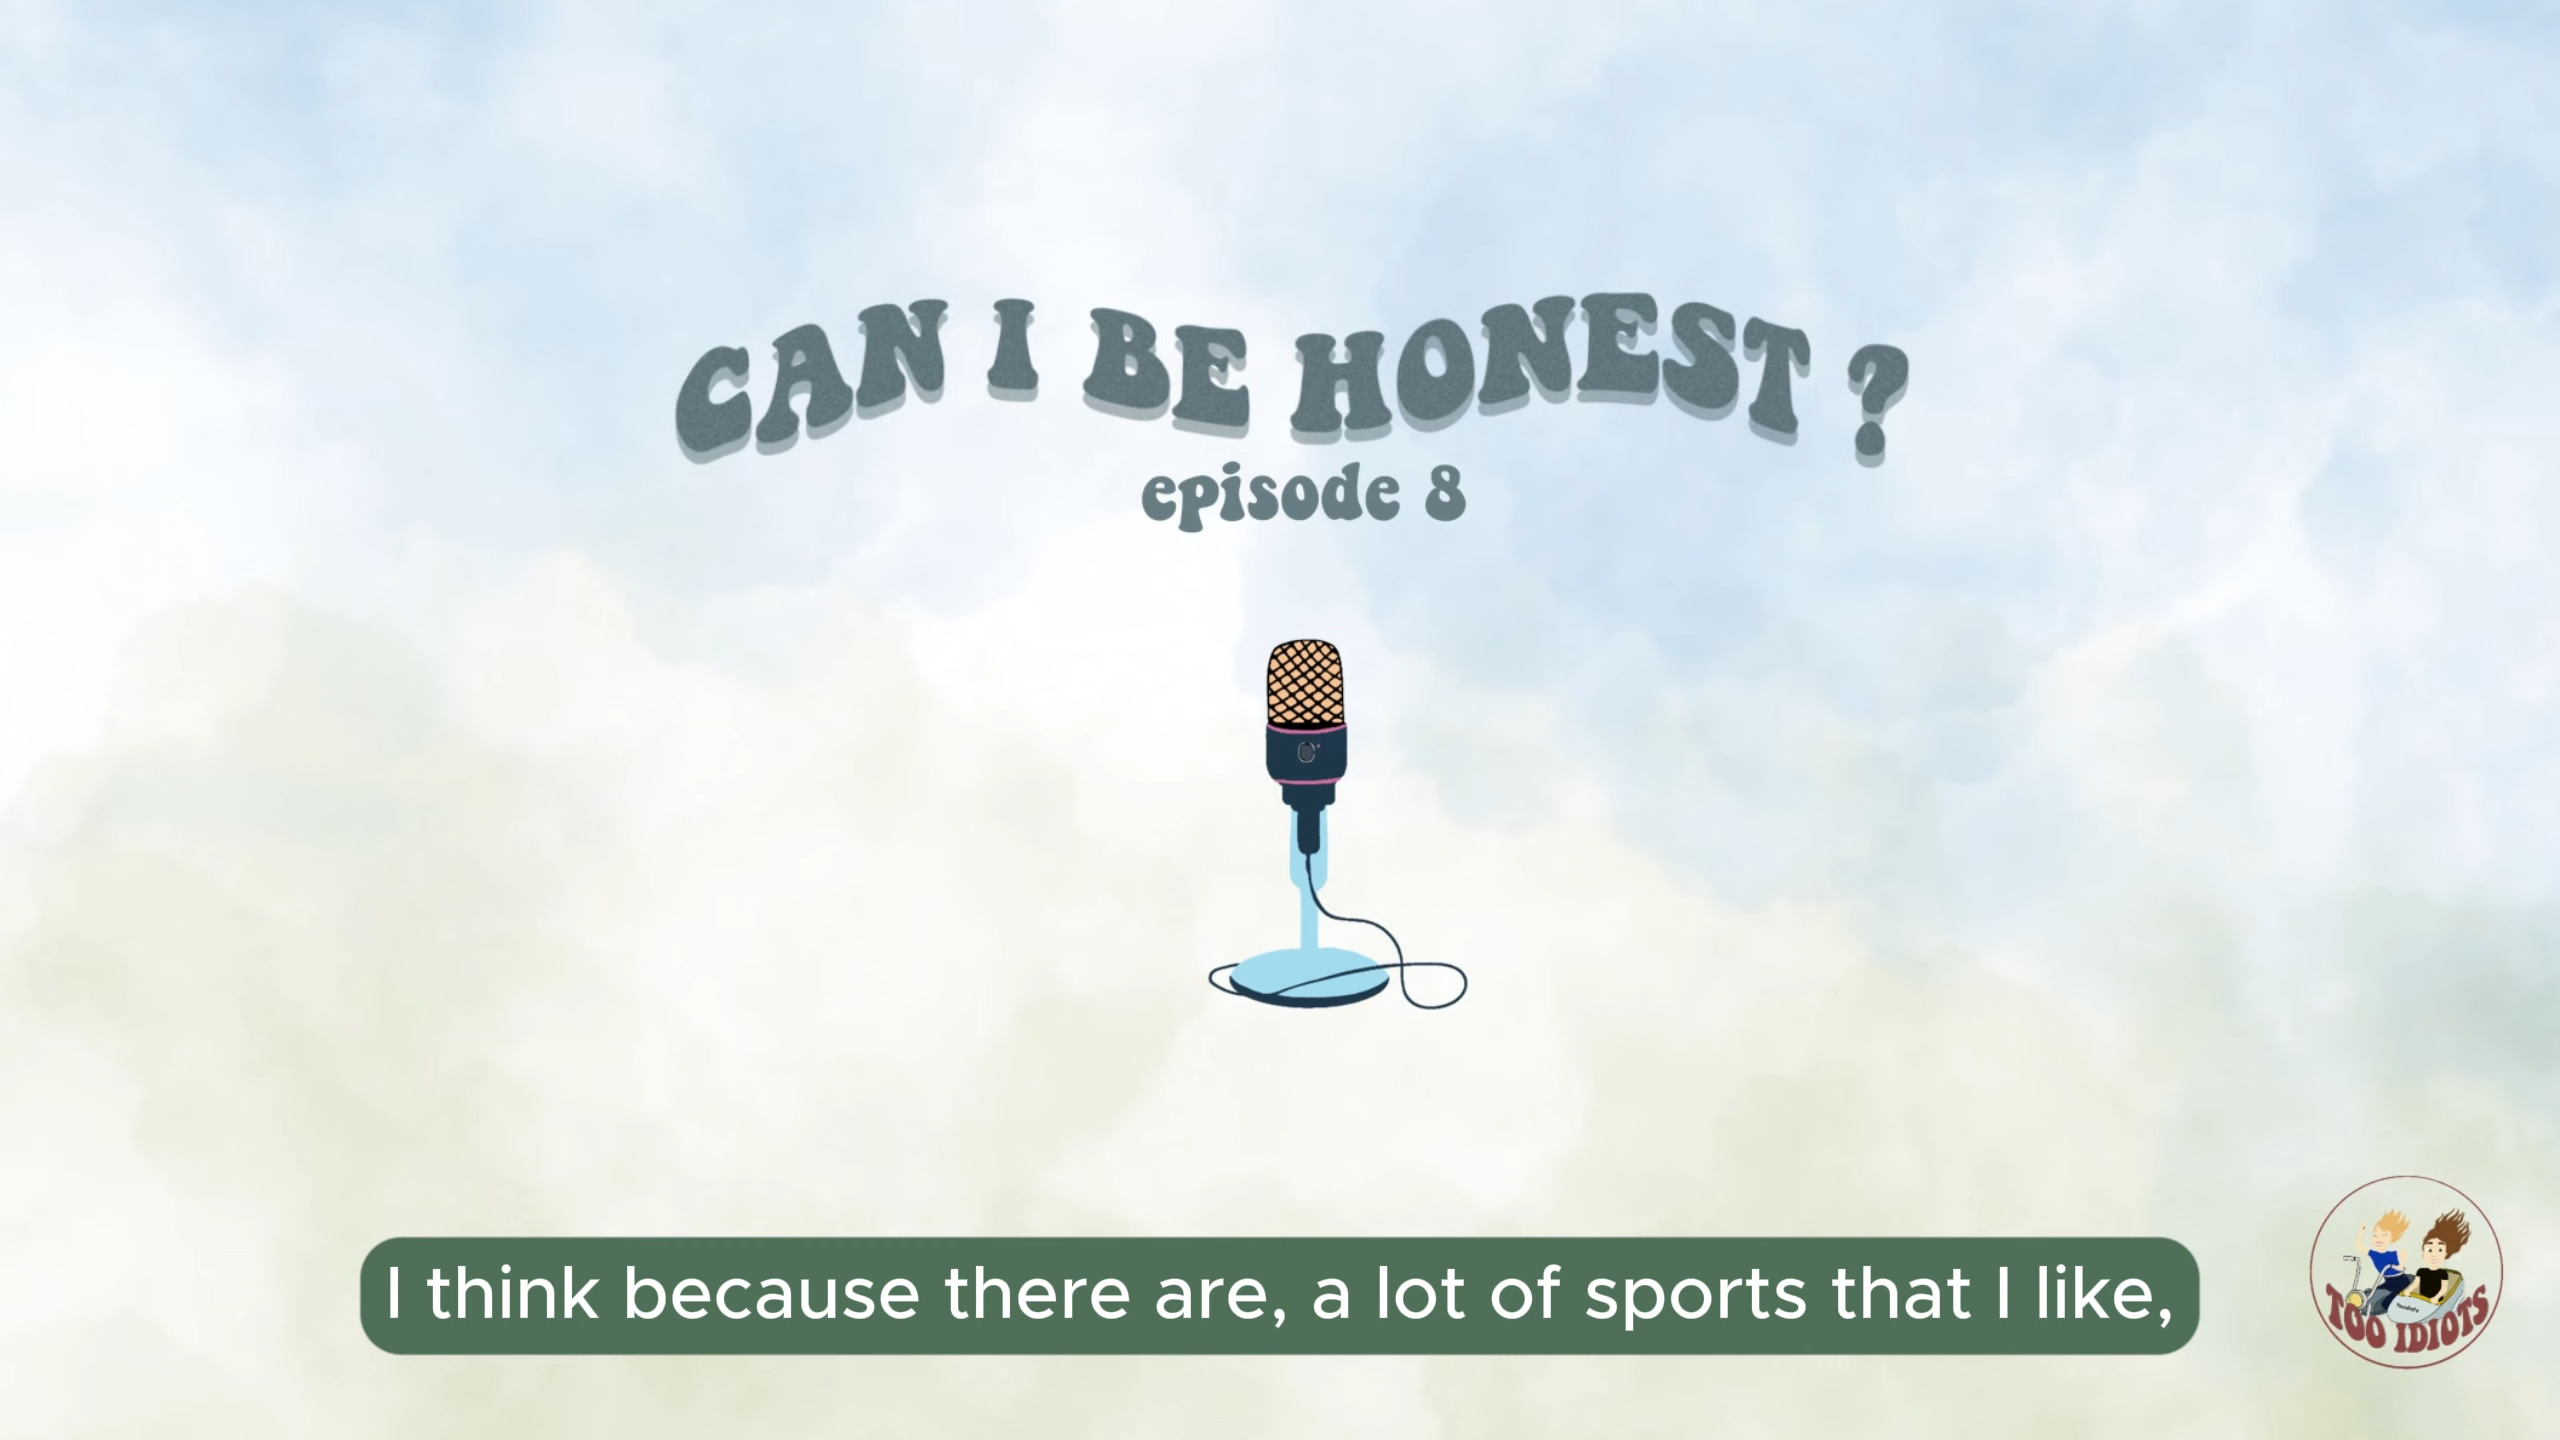 CAN I BE HONEST ?
episode 8
I think because there are, a lot of sports that I like,
TOO IDIOTS